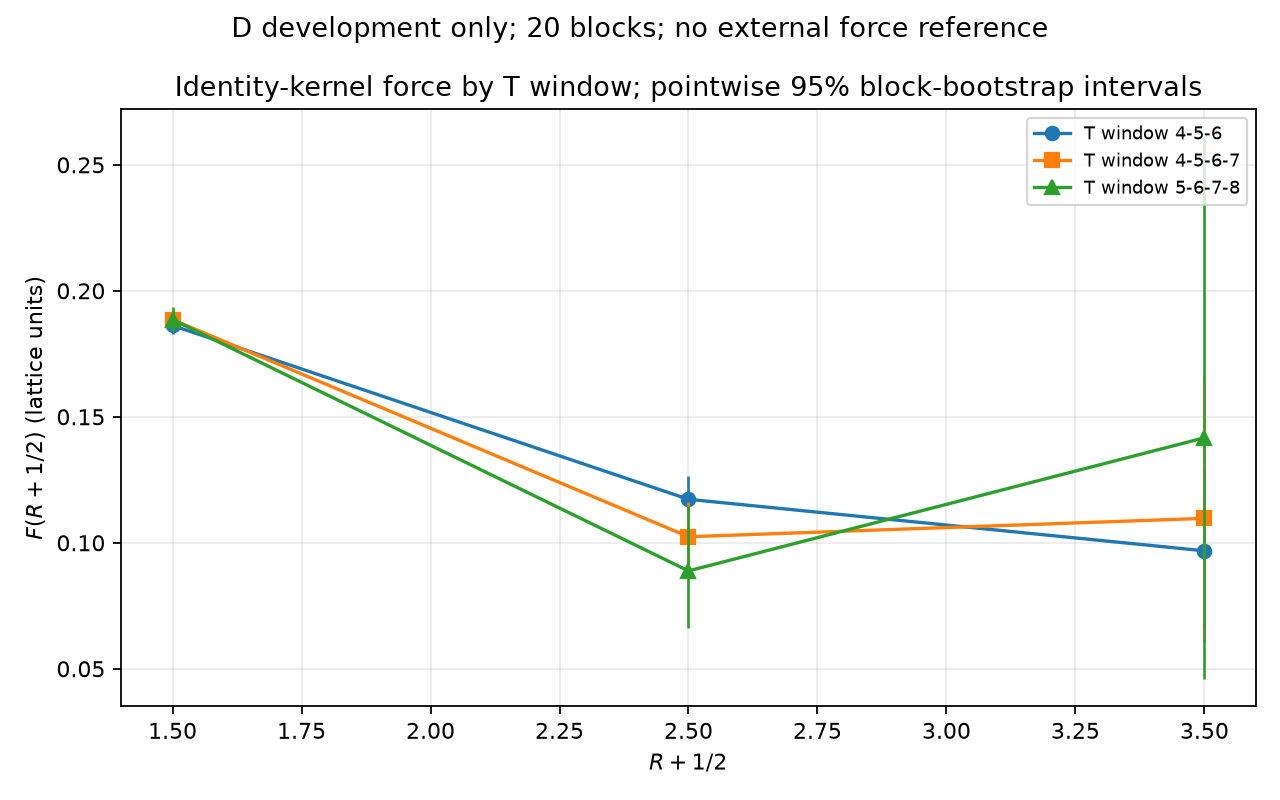 D development only; 20 blocks; no external force reference
Identity-kernel force by T window; pointwise 95% block-bootstrap intervals
T window 4-5-6
T window 4-5-6-7
T window 5-6-7-8
F(R + 1/2) (lattice units)
0.25
0.20
0.15
0.10
0.05
1.50 1.75 2.00 2.25 2.50 2.75 3.00 3.25 3.50
R + 1/2